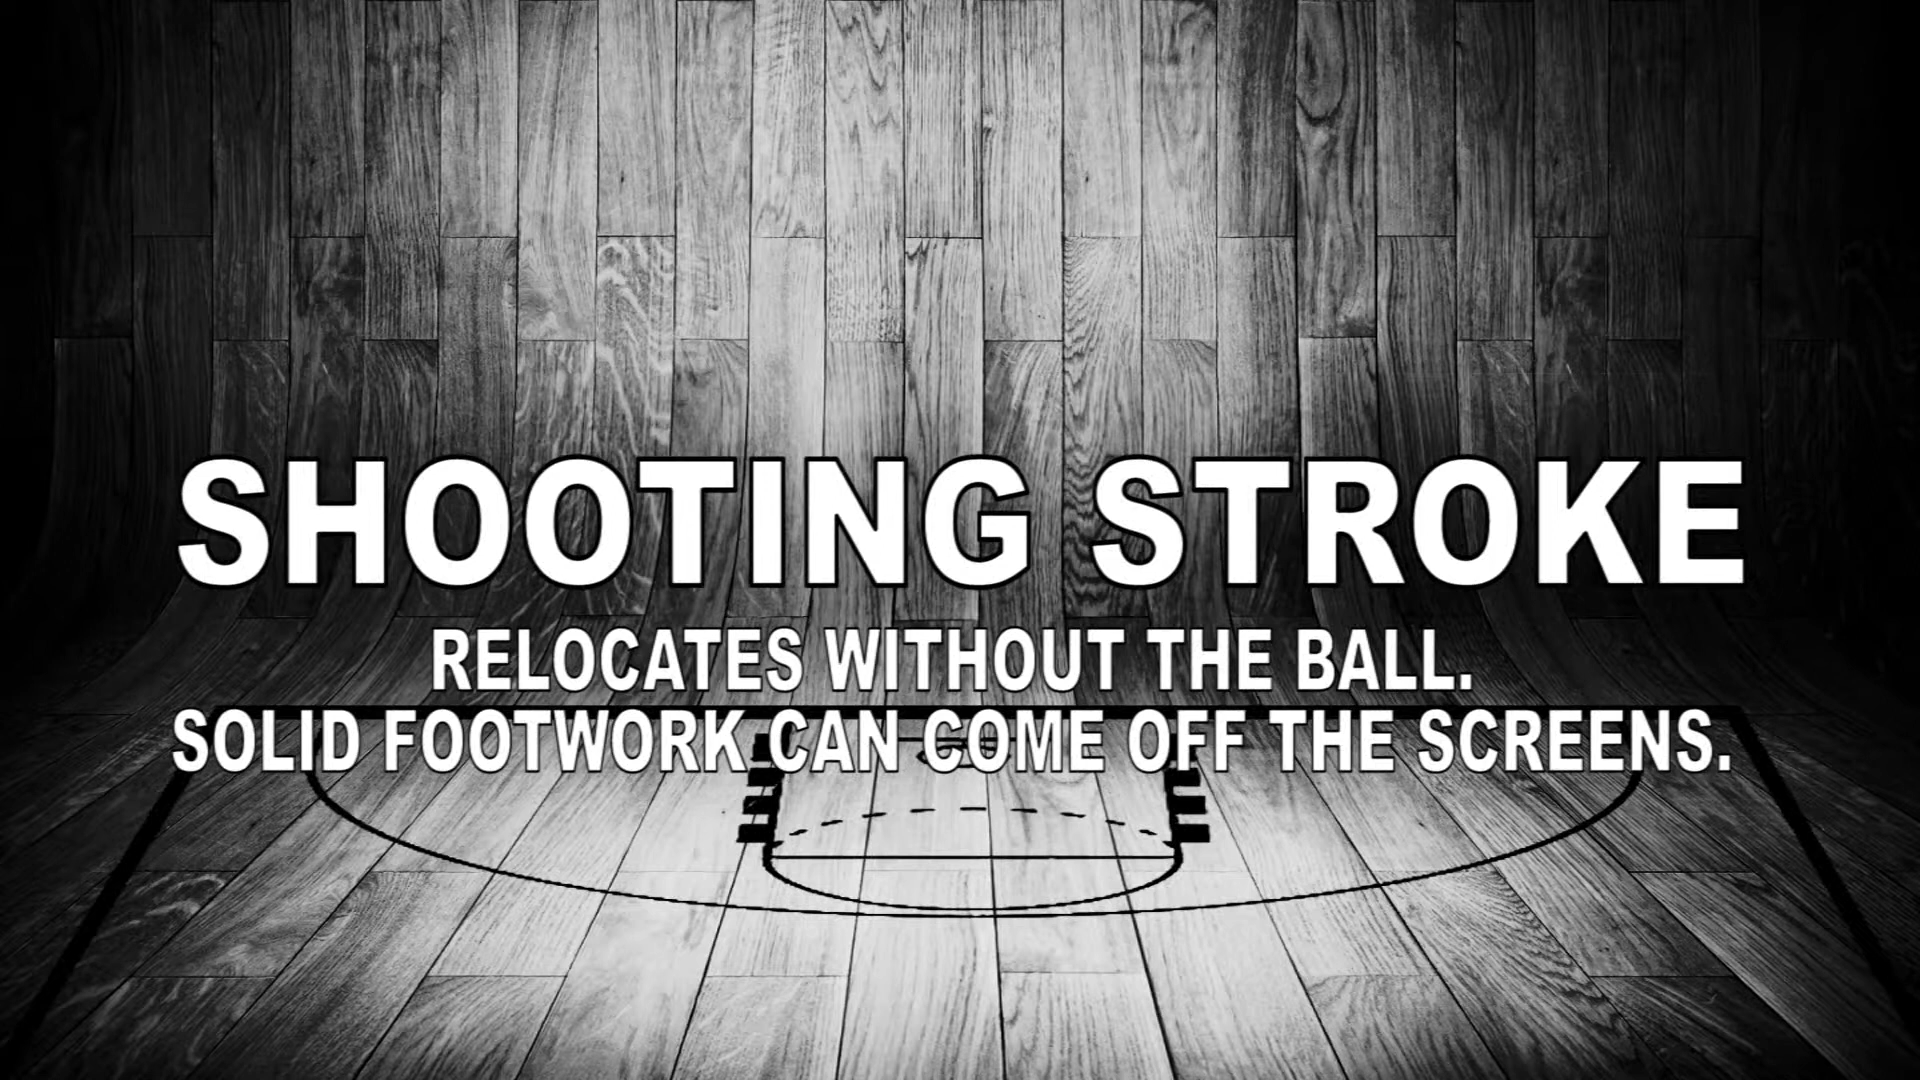 SHOOTING STROKE
RELOCATES WITHOUT THE BALL.
SOLID FOOTWORK CAN COME OFF THE SCREENS.